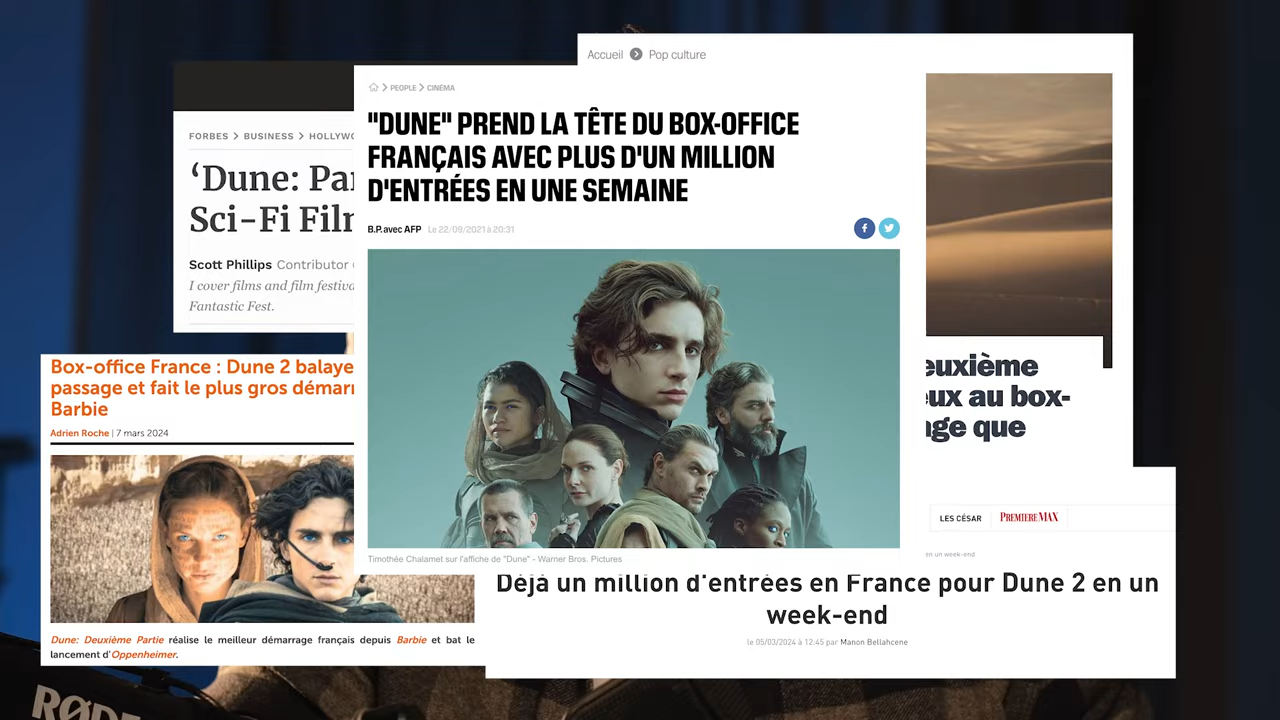 Accueil Pop culture
FORBES > BUSINESS > HOLLYWO
‘Dune: Par
Sci-Fi Film
Scott Phillips Contributor
I cover films and film festiva
Fantastic Fest.
PEOPLE > CINÉMA
"DUNE" PREND LA TÊTE DU BOX-OFFICE
FRANÇAIS AVEC PLUS D'UN MILLION
D'ENTRÉES EN UNE SEMAINE
B.P. avec AFP Le 22/09/2021 à 20:31
Timothée Chalamet sur l'affiche de "Dune" - Warner Bros. Pictures
euxième
eux au box-
age que
Box-office France : Dune 2 balaye
passage et fait le plus gros démarr
Barbie
Adrien Roche | 7 mars 2024
Dune: Deuxième Partie réalise le meilleur démarrage français depuis Barbie et bat le
lancement d'Oppenheimer.
LES CÉSAR PREMIERE MAX
en un week-end
Déjà un million d'entrées en France pour Dune 2 en un
week-end
le 05/03/2024 à 12:45 par Manon Bellahcene
RØDE